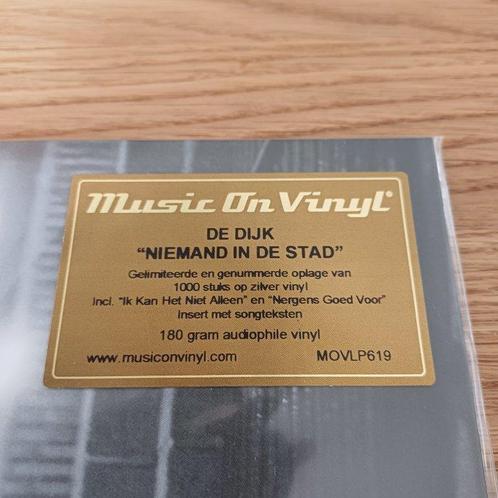 Music On Vinyl®
DE DIJK
“NIEMAND IN DE STAD”
Gelimiteerde en genummerde oplage van
1000 stuks op zilver vinyl
Incl. “Ik Kan Het Niet Alleen” en “Nergens Goed Voor”
Insert met songteksten
180 gram audiophile vinyl
www.musiconvinyl.com MOVLP619